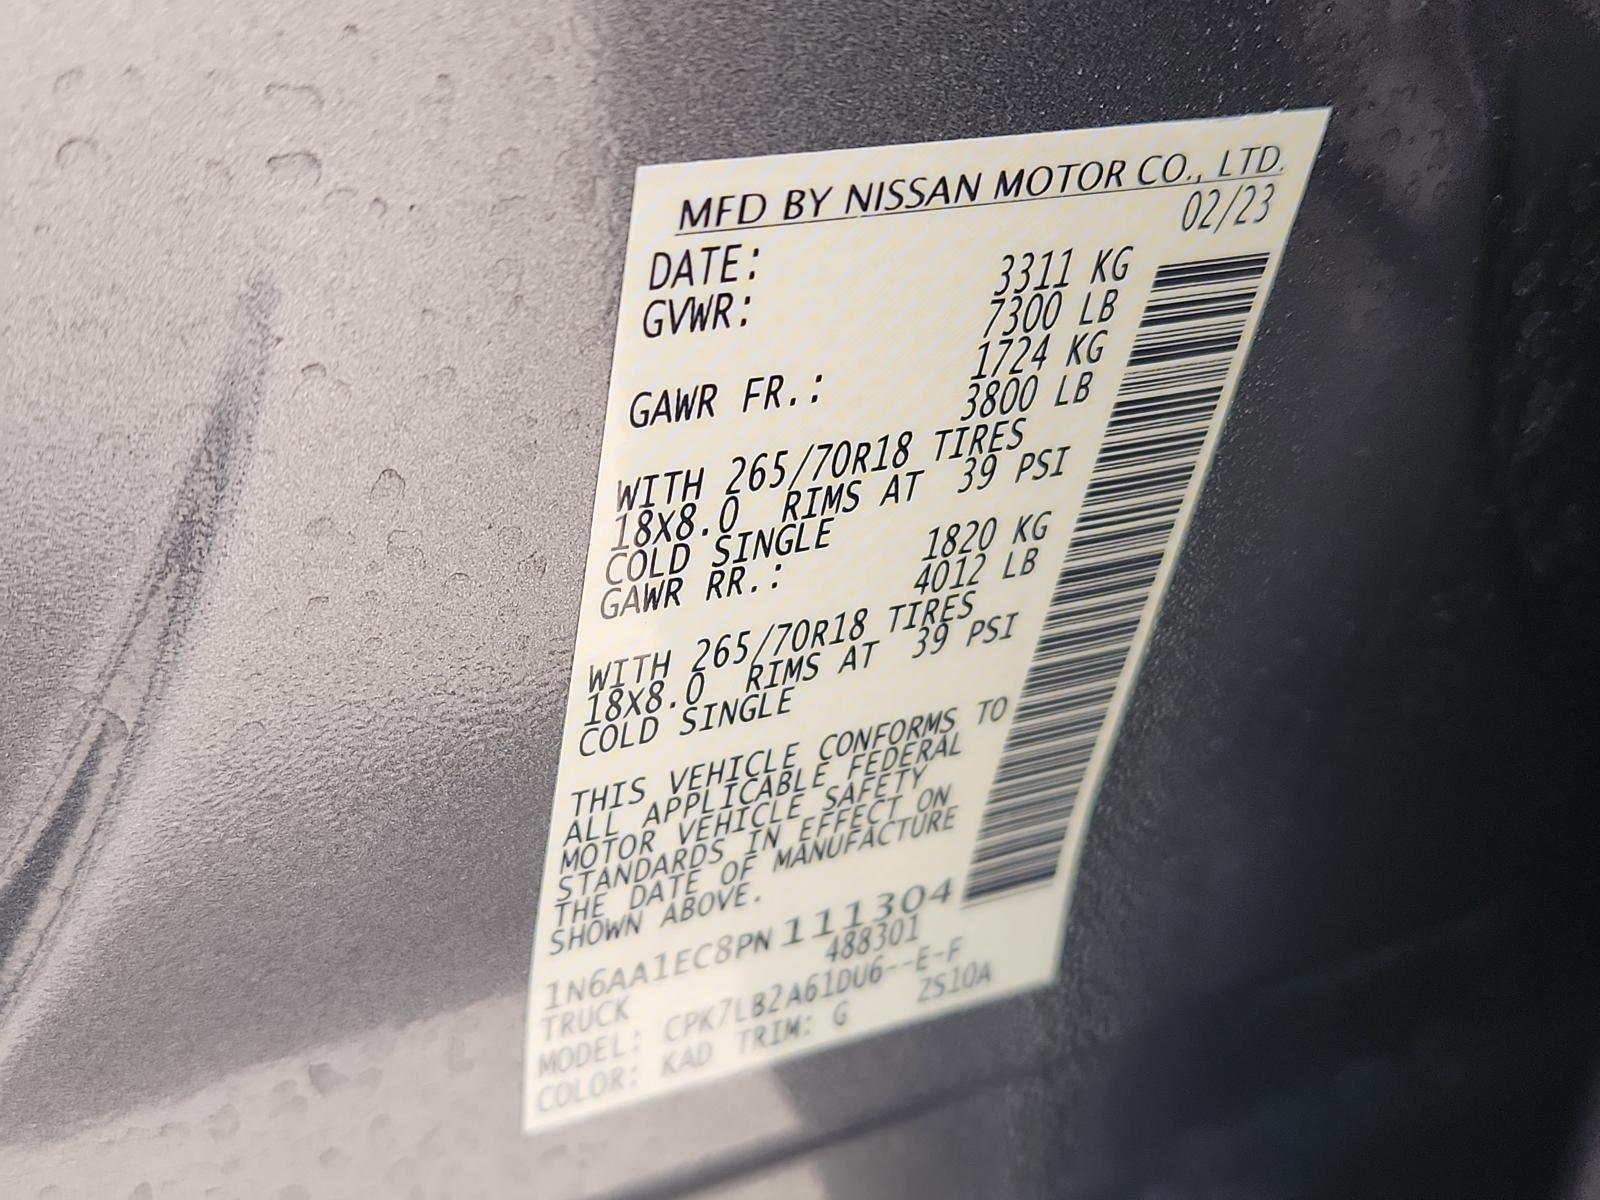 MFD BY NISSAN MOTOR CO., LTD.
DATE: 02/23
GVWR: 3311 KG
7300 LB
GAWR FR.: 1724 KG
3800 LB
WITH 265/70R18 TIRES
18X8.0 RIMS AT 39 PSI
COLD SINGLE
GAWR RR.: 1820 KG
4012 LB
WITH 265/70R18 TIRES
18X8.0 RIMS AT 39 PSI
COLD SINGLE
THIS VEHICLE CONFORMS TO
ALL APPLICABLE FEDERAL
MOTOR VEHICLE SAFETY
STANDARDS IN EFFECT ON
THE DATE OF MANUFACTURE
SHOWN ABOVE.
1N6AA1EC8PN111304
TRUCK 488301
MODEL: CPK7LB2A61DU6--E-F
COLOR: KAD TRIM: G ZS10A